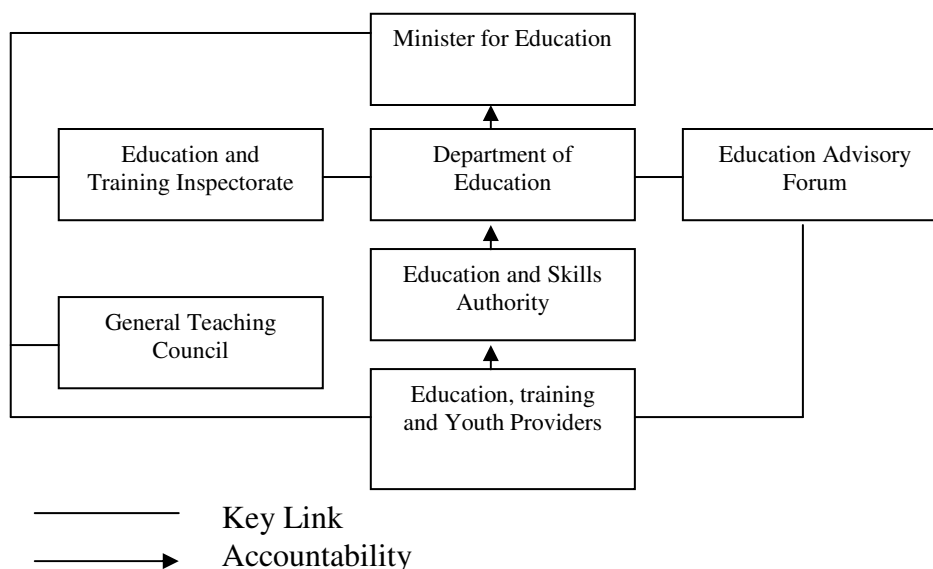 Minister for Education
Education and
Training Inspectorate
Department of
Education
Education Advisory
Forum
Education and Skills
Authority
General Teaching
Council
Education, training
and Youth Providers
Key Link
Accountability